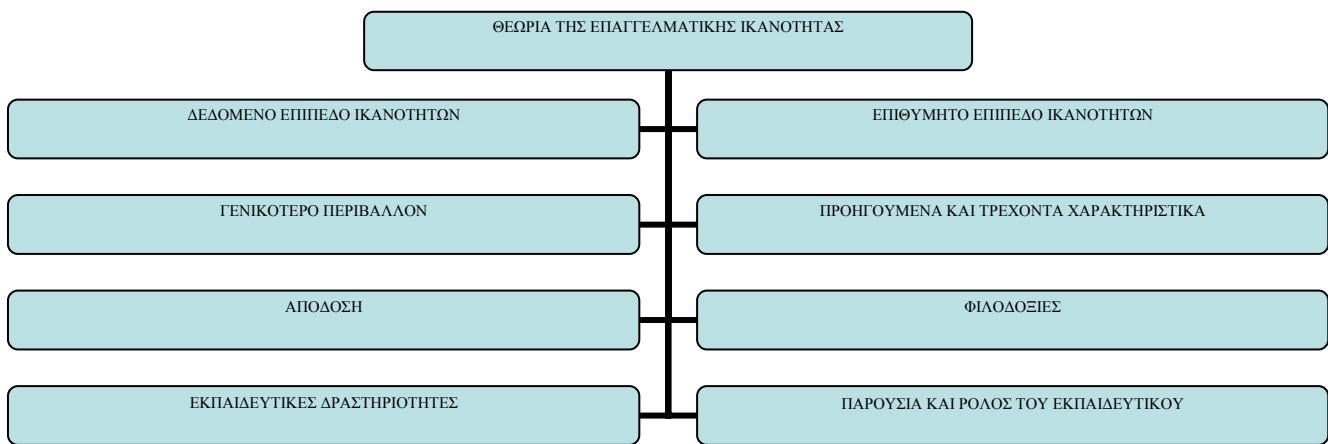 ΘΕΩΡΙΑ ΤΗΣ ΕΠΑΓΓΕΛΜΑΤΙΚΗΣ ΙΚΑΝΟΤΗΤΑΣ
ΔΕΔΟΜΕΝΟ ΕΠΙΠΕΔΟ ΙΚΑΝΟΤΗΤΩΝ
ΕΠΙΘΥΜΗΤΟ ΕΠΙΠΕΔΟ ΙΚΑΝΟΤΗΤΩΝ
ΓΕΝΙΚΟΤΕΡΟ ΠΕΡΙΒΑΛΛΟΝ
ΠΡΟΗΓΟΥΜΕΝΑ ΚΑΙ ΤΡΕΧΟΝΤΑ ΧΑΡΑΚΤΗΡΙΣΤΙΚΑ
ΑΠΟΔΟΣΗ
ΦΙΛΟΔΟΞΙΕΣ
ΕΚΠΑΙΔΕΥΤΙΚΕΣ ΔΡΑΣΤΗΡΙΟΤΗΤΕΣ
ΠΑΡΟΥΣΙΑ ΚΑΙ ΡΟΛΟΣ ΤΟΥ ΕΚΠΑΙΔΕΥΤΙΚΟΥ